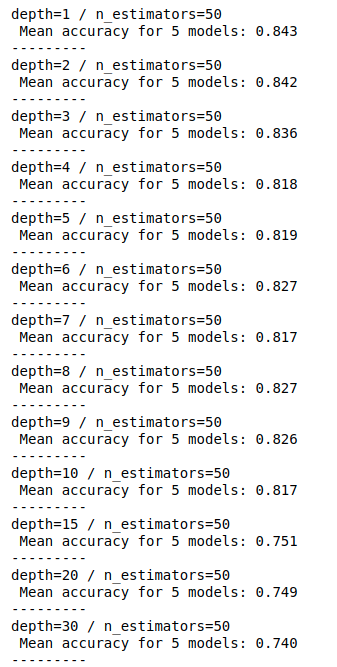 depth=1 / n_estimators=50
 Mean accuracy for 5 models: 0.843
---------
depth=2 / n_estimators=50
 Mean accuracy for 5 models: 0.842
---------
depth=3 / n_estimators=50
 Mean accuracy for 5 models: 0.836
---------
depth=4 / n_estimators=50
 Mean accuracy for 5 models: 0.818
---------
depth=5 / n_estimators=50
 Mean accuracy for 5 models: 0.819
---------
depth=6 / n_estimators=50
 Mean accuracy for 5 models: 0.827
---------
depth=7 / n_estimators=50
 Mean accuracy for 5 models: 0.817
---------
depth=8 / n_estimators=50
 Mean accuracy for 5 models: 0.827
---------
depth=9 / n_estimators=50
 Mean accuracy for 5 models: 0.826
---------
depth=10 / n_estimators=50
 Mean accuracy for 5 models: 0.817
---------
depth=15 / n_estimators=50
 Mean accuracy for 5 models: 0.751
---------
depth=20 / n_estimators=50
 Mean accuracy for 5 models: 0.749
---------
depth=30 / n_estimators=50
 Mean accuracy for 5 models: 0.740
---------